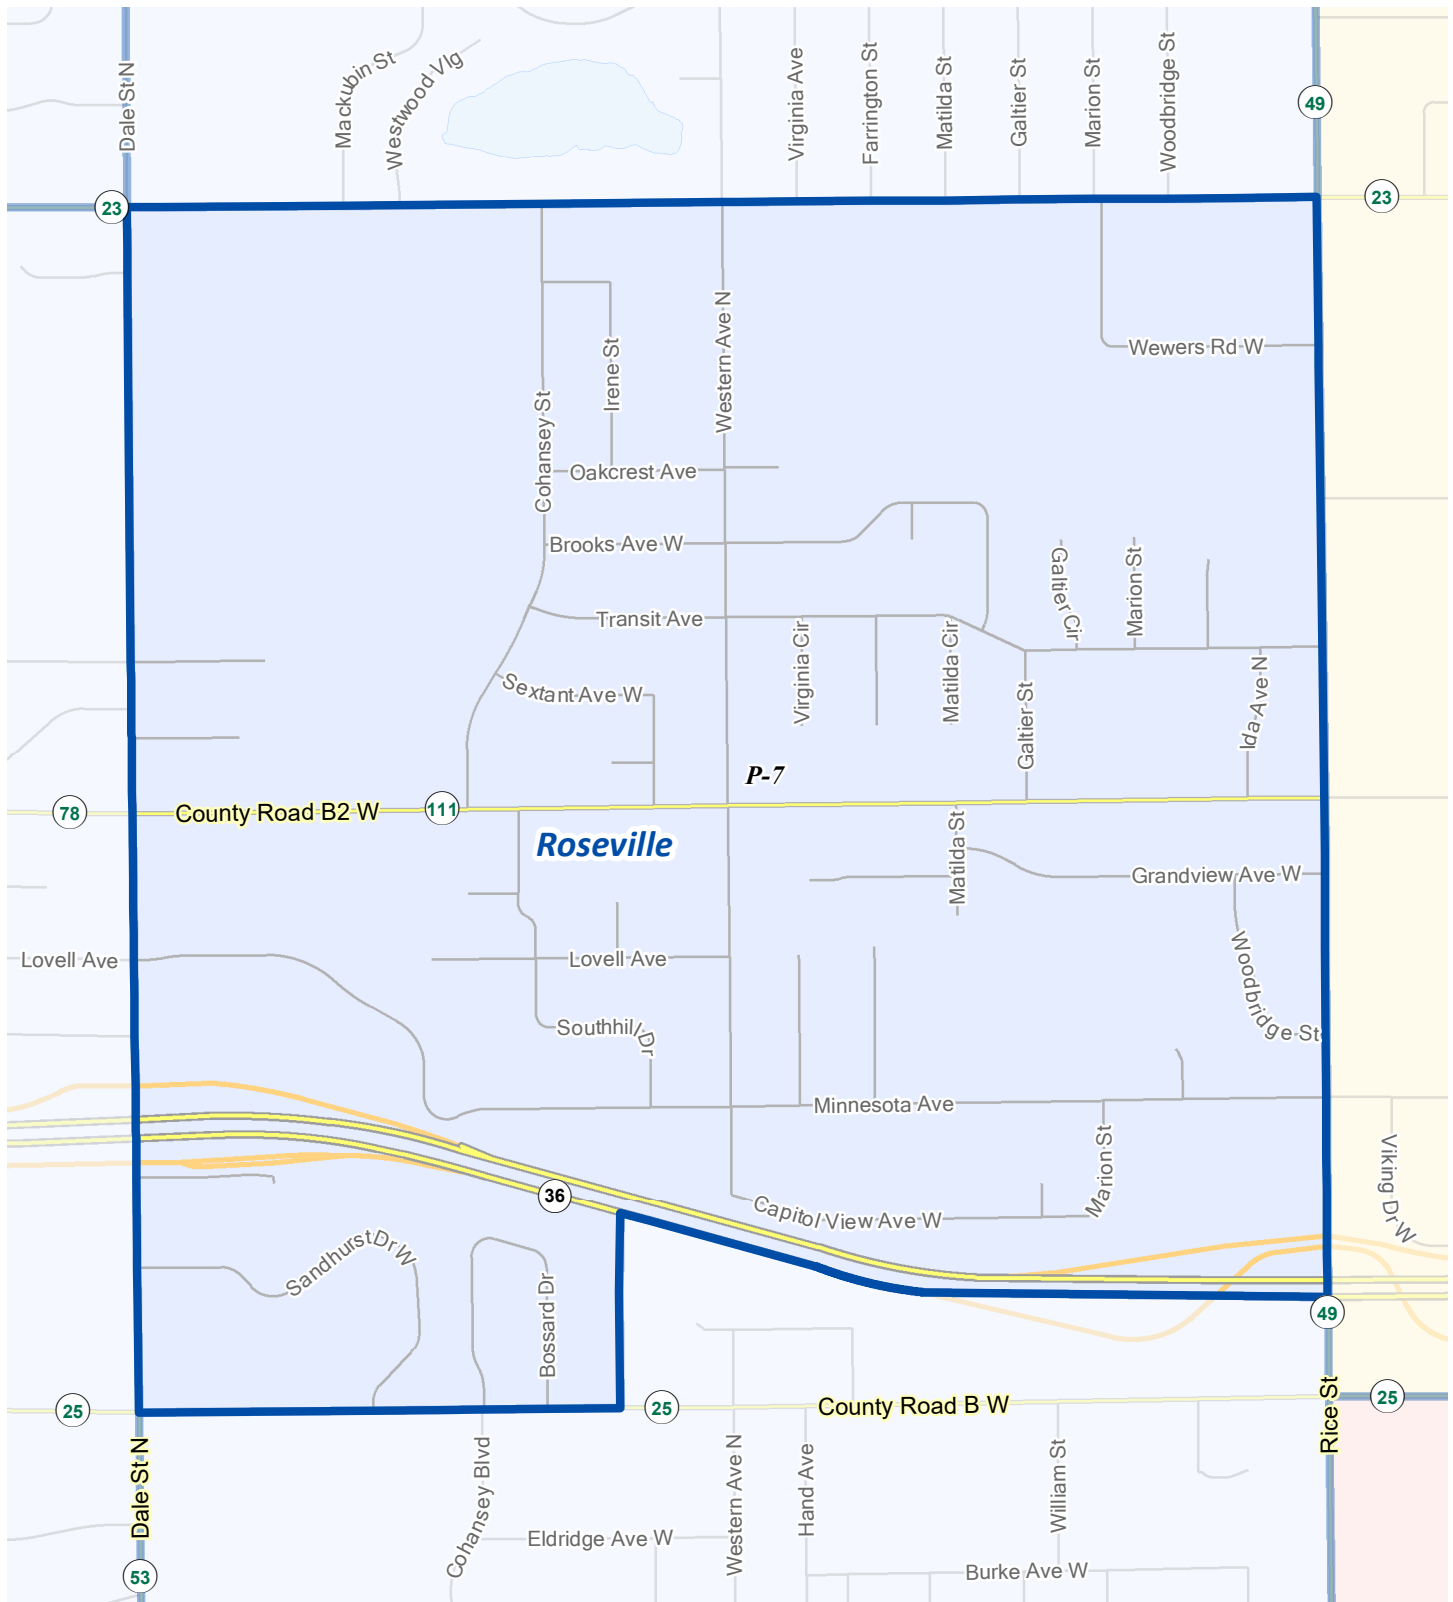 Dale St N
Mackubin St
Westwood Vlg
Virginia Ave
Farrington St
Matilda St
Galtier St
Marion St
Woodbridge St
49
23
23
Wewers Rd W
Irene St
Western Ave N
Cohansey St
Oakcrest Ave
Brooks Ave W
Galtier Cir
Marion St
Transit Ave
Virginia Cir
Matilda Cir
Sextant Ave W
Galtier St
Ida Ave N
P-7
78
County Road B2 W
111
Roseville
Matilda St
Grandview Ave W
Lovell Ave
Lovell Ave
Woodbridge St
Southhill Dr
Minnesota Ave
Marion St
Viking Dr W
36
Capitol View Ave W
Sandhurst Dr W
Bossard Dr
49
25
25
County Road B W
25
Rice St
Dale St N
Cohansey Blvd
Western Ave N
Hand Ave
William St
Eldridge Ave W
Burke Ave W
53